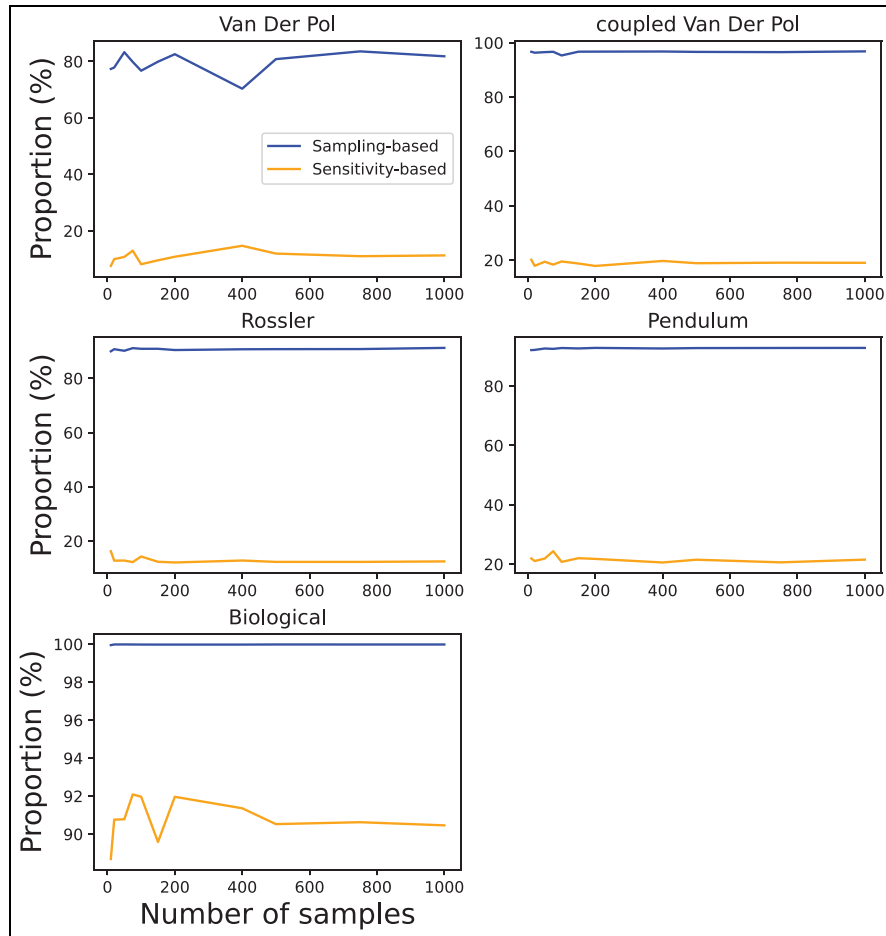 Van Der Pol
coupled Van Der Pol
Proportion (%)
80
60
40
20
Sampling-based
Sensitivity-based
0 200 400 600 800 1000
100
80
60
40
20
0 200 400 600 800 1000
Rossler
Pendulum
Proportion (%)
80
60
40
20
0 200 400 600 800 1000
80
60
40
20
0 200 400 600 800 1000
Biological
Proportion (%)
100
98
96
94
92
90
0 200 400 600 800 1000
Number of samples